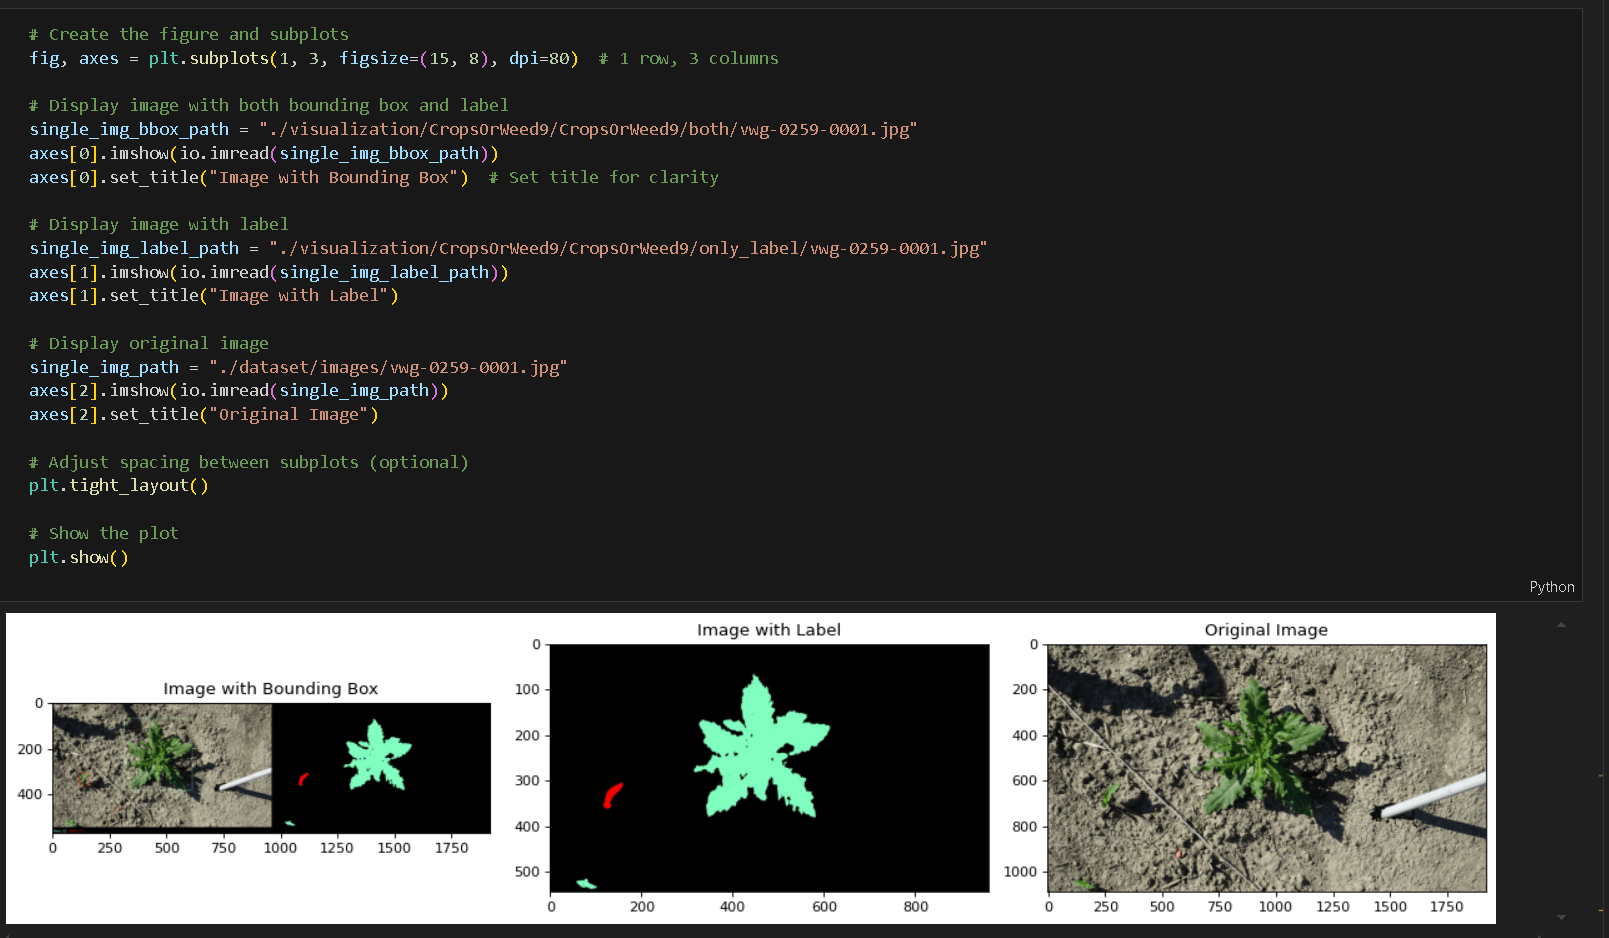 # Create the figure and subplots
fig, axes = plt.subplots(1, 3, figsize=(15, 8), dpi=80)  # 1 row, 3 columns
# Display image with both bounding box and label
single_img_bbox_path = "./visualization/CropsOrWeed9/CropsOrWeed9/both/vwg-0259-0001.jpg"
axes[0].imshow(io.imread(single_img_bbox_path))
axes[0].set_title("Image with Bounding Box")  # Set title for clarity
# Display image with label
single_img_label_path = "./visualization/CropsOrWeed9/CropsOrWeed9/only_label/vwg-0259-0001.jpg"
axes[1].imshow(io.imread(single_img_label_path))
axes[1].set_title("Image with Label")
# Display original image
single_img_path = "./dataset/images/vwg-0259-0001.jpg"
axes[2].imshow(io.imread(single_img_path))
axes[2].set_title("Original Image")
# Adjust spacing between subplots (optional)
plt.tight_layout()
# Show the plot
plt.show()
Python
Image with Bounding Box
0
200
400
0 250 500 750 1000 1250 1500 1750
Image with Label
0
100
200
300
400
500
0 200 400 600 800
Original Image
0
200
400
600
800
1000
0 250 500 750 1000 1250 1500 1750